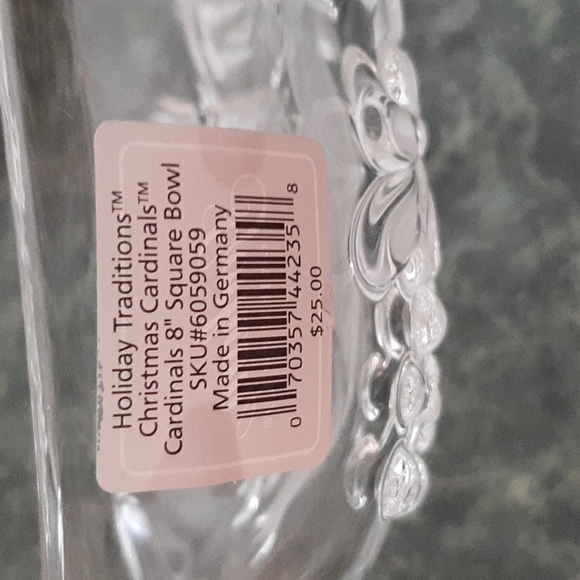 Holiday Traditions™
Christmas Cardinals™
Cardinals 8" Square Bowl
SKU#6059059
Made in Germany
0 70357 44235 8
$25.00